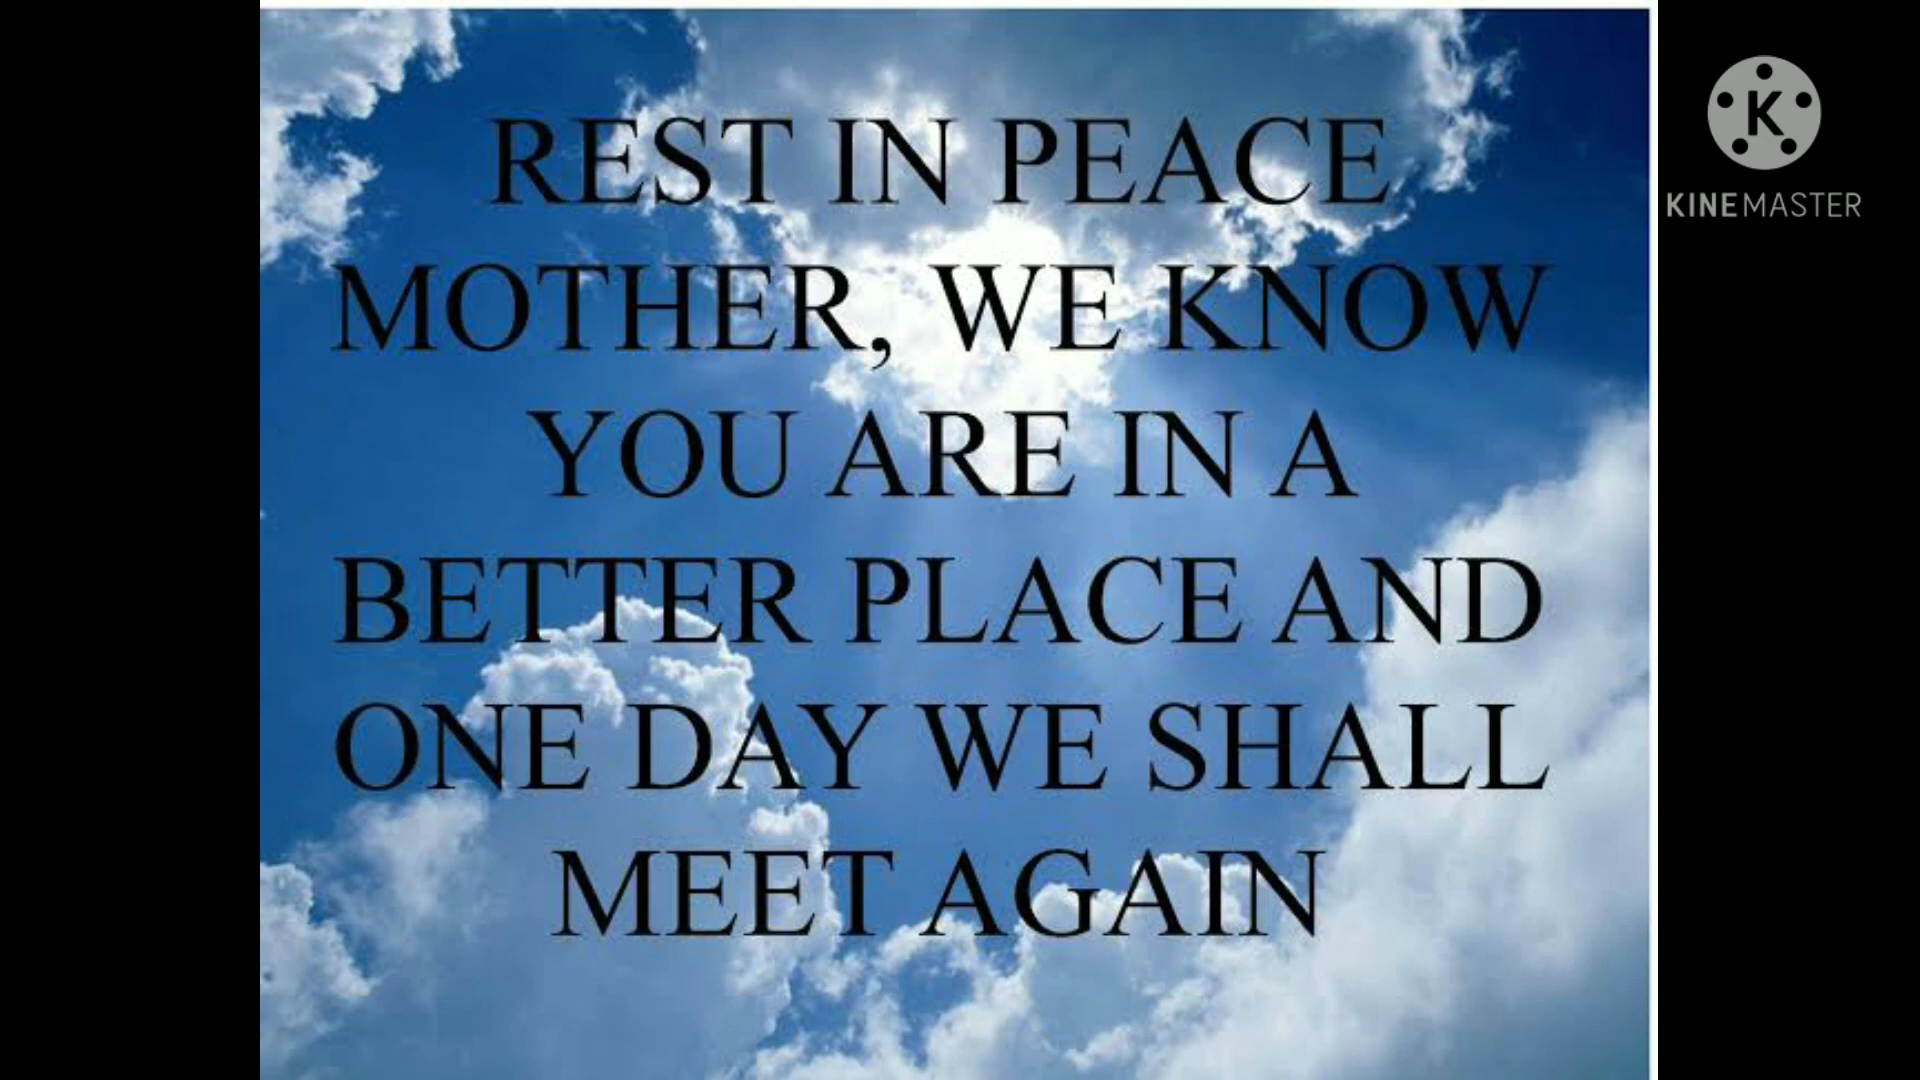 REST IN PEACE
MOTHER, WE KNOW
YOU ARE IN A
BETTER PLACE AND
ONE DAY WE SHALL
MEET AGAIN
K
KINEMASTER